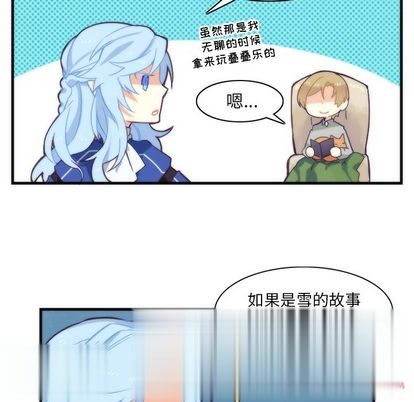 虽然那是我
无聊的时候
拿来玩叠叠乐的
嗯...
如果是雪的故事